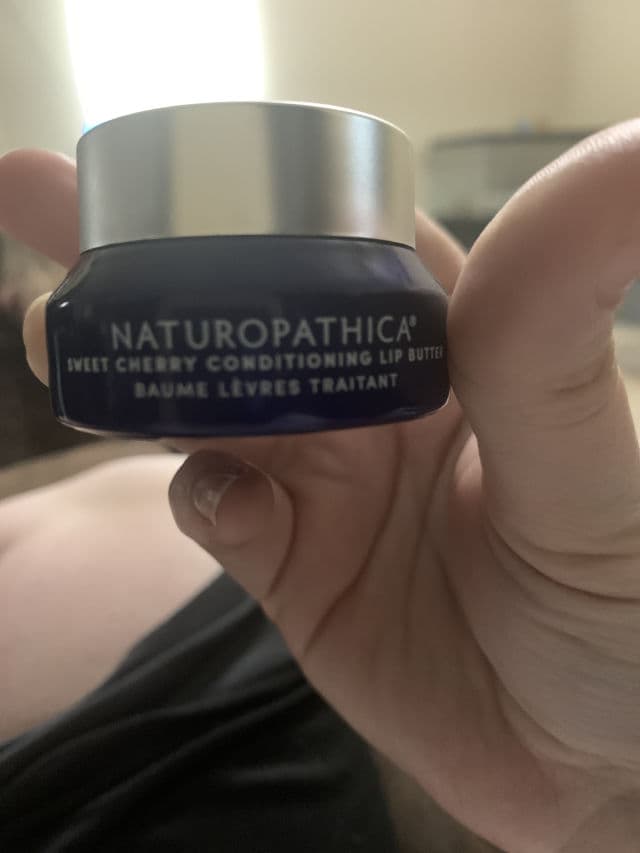 NATUROPATHICA®
SWEET CHERRY CONDITIONING LIP BUTTER
BAUME LÈVRES TRAITANT